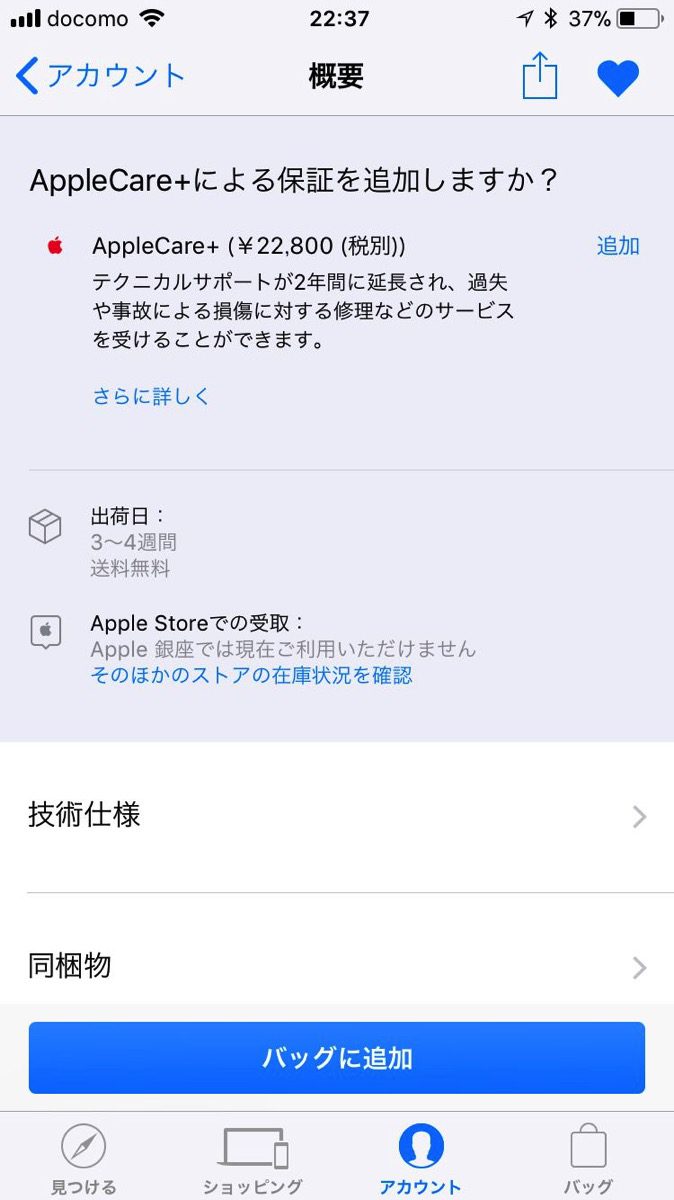 docomo 22:37 37%
アカウント 概要
AppleCare+による保証を追加しますか？
AppleCare+ (￥22,800 (税別)) 追加
テクニカルサポートが2年間に延長され、過失
や事故による損傷に対する修理などのサービス
を受けることができます。
さらに詳しく
出荷日：
3〜4週間
送料無料
Apple Storeでの受取：
Apple 銀座では現在ご利用いただけません
そのほかのストアの在庫状況を確認
技術仕様
同梱物
バッグに追加
見つける ショッピング アカウント バッグ